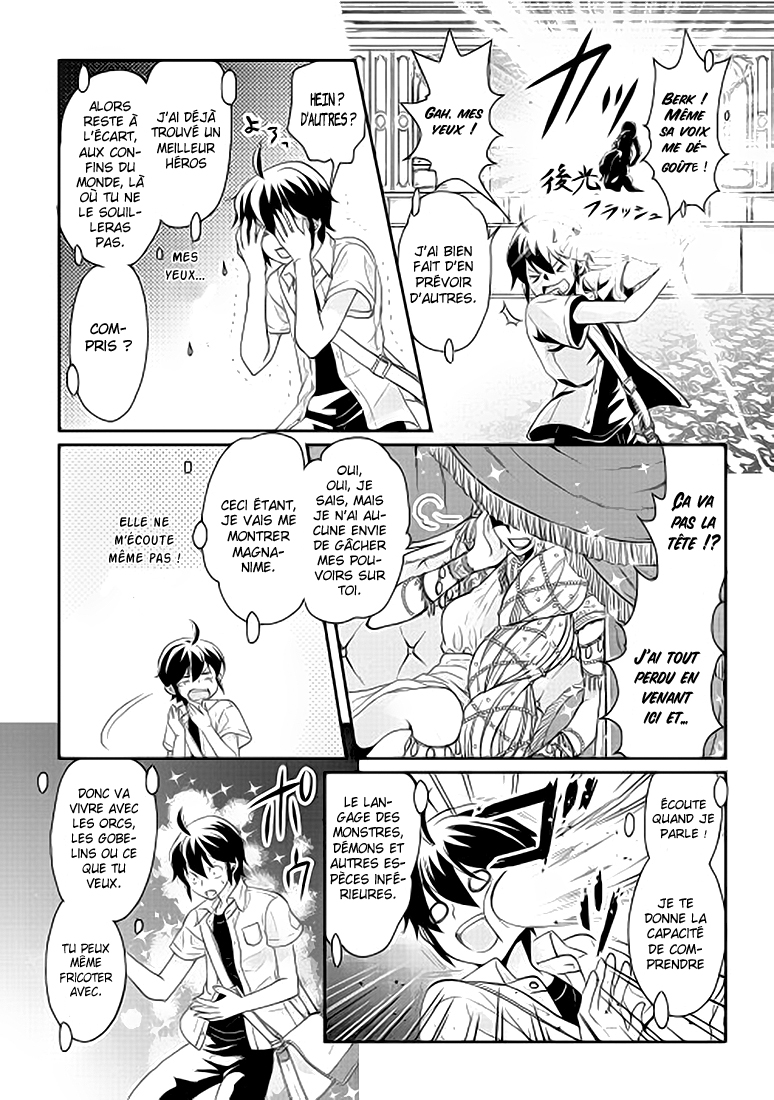 BERK !
MÊME
SA VOIX
ME DÉ-
GOÛTE !
ガッ
後光
フラッシュ
GAH, MES
YEUX !
J'AI BIEN
FAIT D'EN
PRÉVOIR
D'AUTRES.
HEIN ?
D'AUTRES ?
よろっ
J'AI DÉJÀ
TROUVÉ UN
MEILLEUR
HÉROS
ALORS
RESTE À
L'ÉCART,
AUX CON-
FINS DU
MONDE, LÀ
OÙ TU NE
LE SOUIL-
LERAS
PAS.
MES
YEUX...
COM-
PRIS ?
ÇA VA
PAS LA
TÊTE !?
J'AI TOUT
PERDU EN
VENANT
ICI ET...
OUI,
OUI, JE
SAIS, MAIS
JE N'AI AU-
CUNE ENVIE
DE GÂCHER
MES POU-
VOIRS SUR
TOI.
CECI ÉTANT,
JE VAIS ME
MONTRER
MAGNA-
NIME.
ELLE NE
M'ÉCOUTE
MÊME PAS !
ÉCOUTE
QUAND JE
PARLE !
JE TE
DONNE LA
CAPACITÉ
DE COM-
PRENDRE
LE LAN-
GAGE DES
MONSTRES,
DÉMONS ET
AUTRES ES-
PÈCES INFÉ-
RIEURES.
ポゥ
DONC VA
VIVRE AVEC
LES ORCS,
LES GOBE-
LINS OU CE
QUE TU
VEUX.
TU PEUX
MÊME
FRICOTER
AVEC.